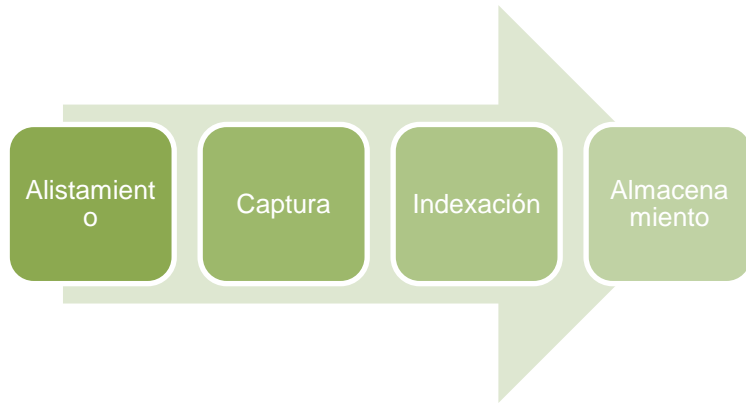 Alistamient
o
Captura
Indexación
Almacena
miento